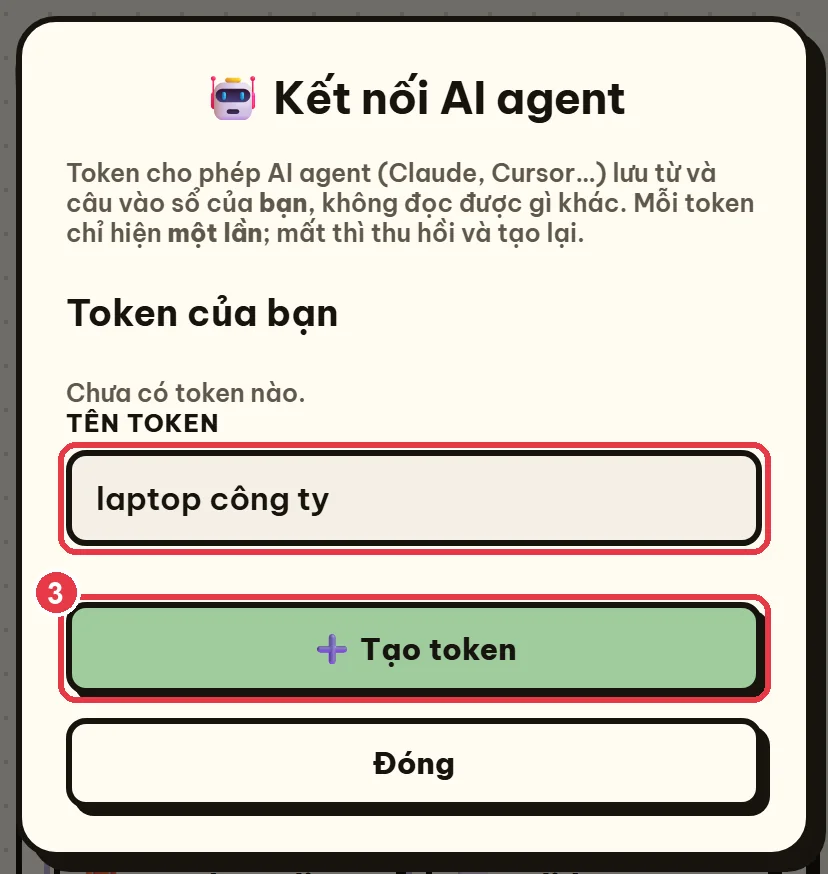 Kết nối AI agent
Token cho phép AI agent (Claude, Cursor...) lưu từ và
câu vào sổ của bạn, không đọc được gì khác. Mỗi token
chỉ hiện một lần; mất thì thu hồi và tạo lại.
Token của bạn
Chưa có token nào.
TÊN TOKEN
laptop công ty
3
Tạo token
Đóng